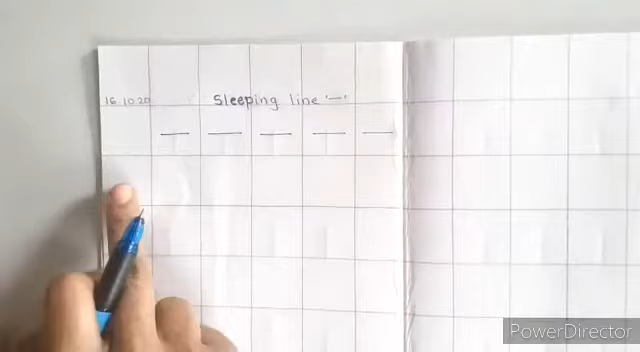 16.10.20 Sleeping line '—'
— — — — —
PowerDirector